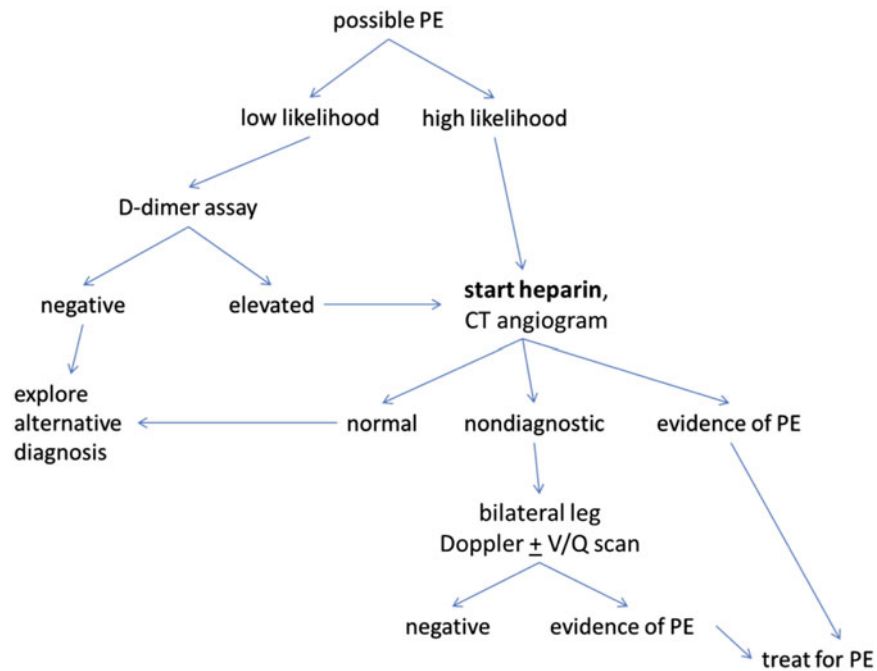 possible PE
low likelihood
high likelihood
D-dimer assay
negative
elevated
start heparin,
CT angiogram
explore
alternative
diagnosis
normal
nondiagnostic
evidence of PE
bilateral leg
Doppler ± V/Q scan
negative
evidence of PE
treat for PE